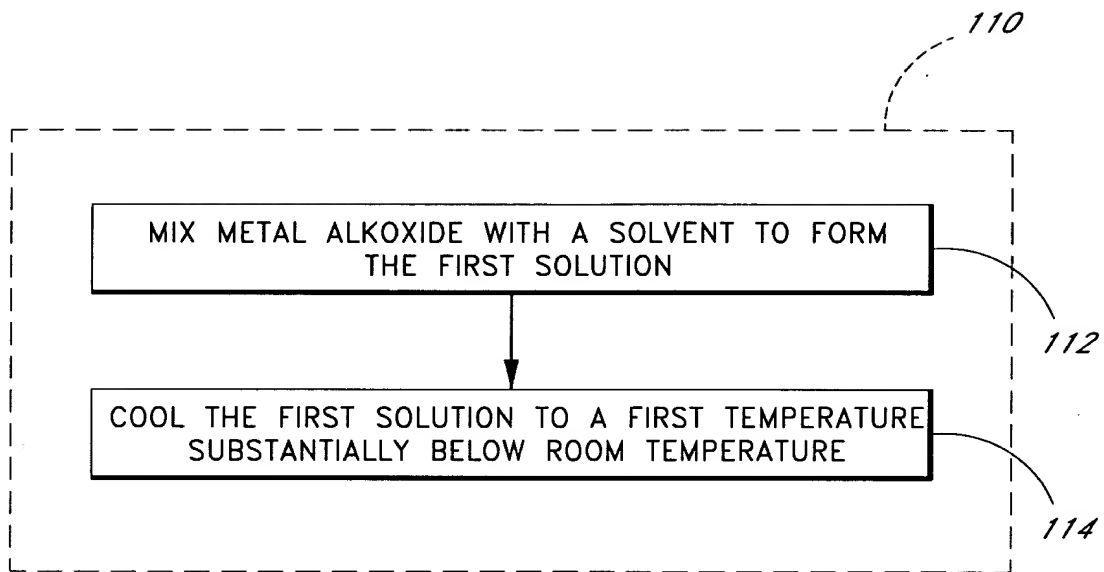 110
MIX METAL ALKOXIDE WITH A SOLVENT TO FORM
THE FIRST SOLUTION
112
COOL THE FIRST SOLUTION TO A FIRST TEMPERATURE
SUBSTANTIALLY BELOW ROOM TEMPERATURE
114